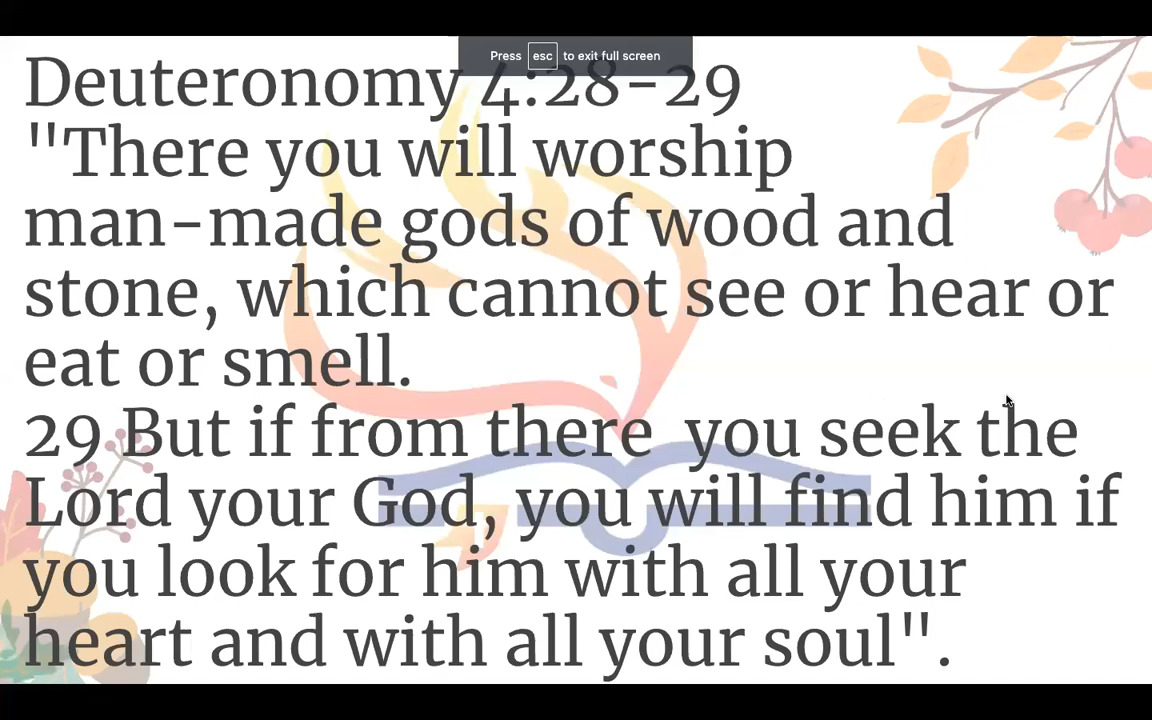 Press esc to exit full screen
Deuteronomy 4:28-29
"There you will worship
man-made gods of wood and
stone, which cannot see or hear or
eat or smell.
29 But if from there  you seek the
Lord your God, you will find him if
you look for him with all your
heart and with all your soul".